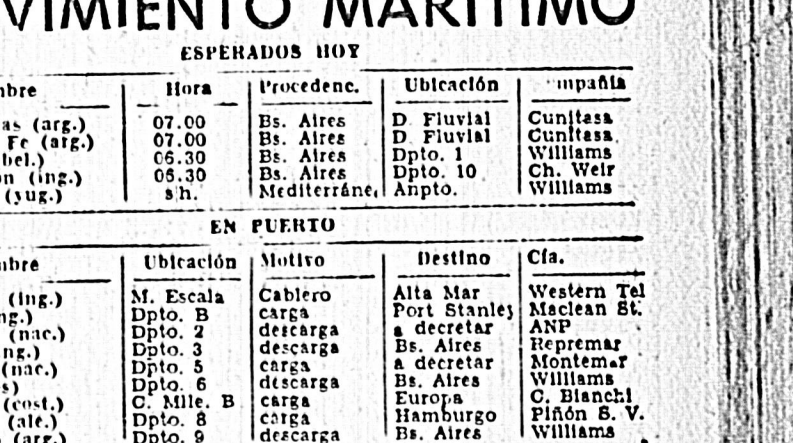 VIMIENTO MARITIMO
ESPERADOS HOY
mbre Hora Procedenc. Ubicación mpañía
as (arg.) 07.00 Bs. Aires D Fluvial Cunitasa
Fe (arg.) 07.00 Bs. Aires D. Fluvial Cunitasa
bel.) 06.30 Bs. Aires Dpto. 1 Williams
on (ing.) 06.30 Bs. Aires Dpto. 10 Ch. Weir
(yug.) s|h. Mediterráne Anpto. Williams
EN PUERTO
mbre Ubicación Motivo Destino Cía.
(ing.) M. Escala Cablero Alta Mar Western Tel
ng.) Dpto. B carga Port Stanley Maclean St.
(nac.) Dpto. 2 descarga a decretar ANP
ng.) Dpto. 3 descarga Bs. Aires Repremar
(nac.) Dpto. 5 carga a decretar Montemar
s) Dpto. 6 descarga Bs. Aires Williams
(cost.) C. Mlle. B carga Europa C. Bianchi
(ale.) Dpto. 8 carga Hamburgo Piñón S. V.
(arg.) Dpto. 9 descarga Bs. Aires Williams